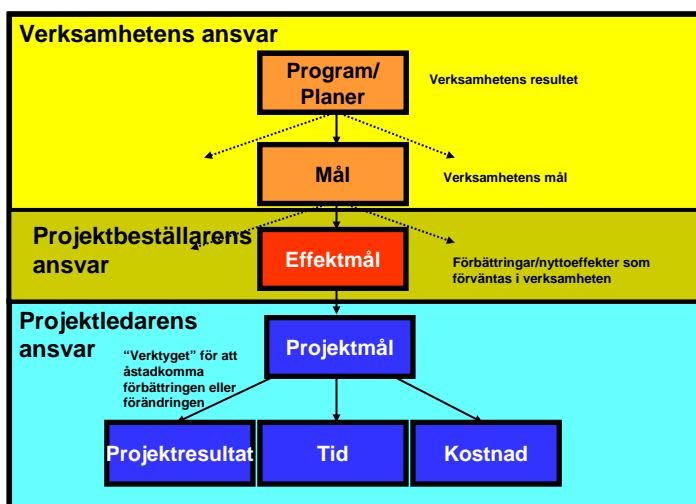 Verksamhetens ansvar
Program/
Planer
Verksamhetens resultet
Mål
Verksamhetens mål
Projektbeställarens
ansvar
Effektmål
Förbättringar/nyttoeffekter som
förväntas i verksamheten
Projektledarens
ansvar
Projektmål
“Verktyget” för att
åstadkomma
förbättringen eller
förändringen
Projektresultat
Tid
Kostnad